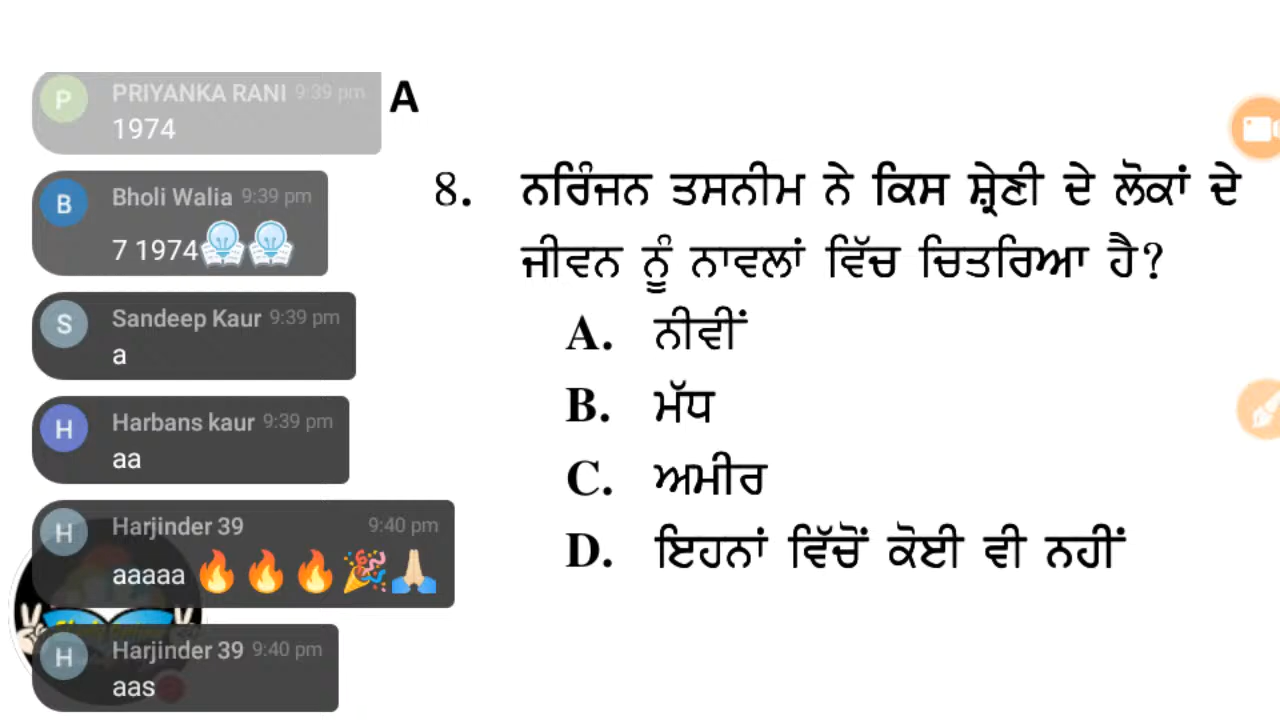 PRIYANKA RANI 9:39 pm
1974
Bholi Walia 9:39 pm
7 1974
Sandeep Kaur 9:39 pm
a
Harbans kaur 9:39 pm
aa
Harjinder 39 9:40 pm
aaaaa 🔥🔥🔥🎉🙏🏻
Harjinder 39 9:40 pm
aas
A
8. ਨਰਿੰਜਨ ਤਸਨੀਮ ਨੇ ਕਿਸ ਸ਼੍ਰੇਣੀ ਦੇ ਲੋਕਾਂ ਦੇ
ਜੀਵਨ ਨੂੰ ਨਾਵਲਾਂ ਵਿੱਚ ਚਿਤਰਿਆ ਹੈ?
A. ਨੀਵੀਂ
B. ਮੱਧ
C. ਅਮੀਰ
D. ਇਹਨਾਂ ਵਿੱਚੋਂ ਕੋਈ ਵੀ ਨਹੀਂ